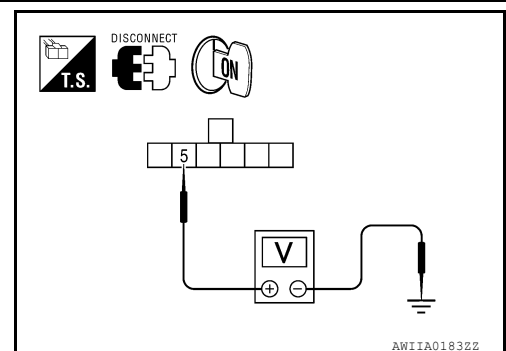 DISCONNECT
T.S.
ON
5
V
+ −
AWIIA0183ZZ